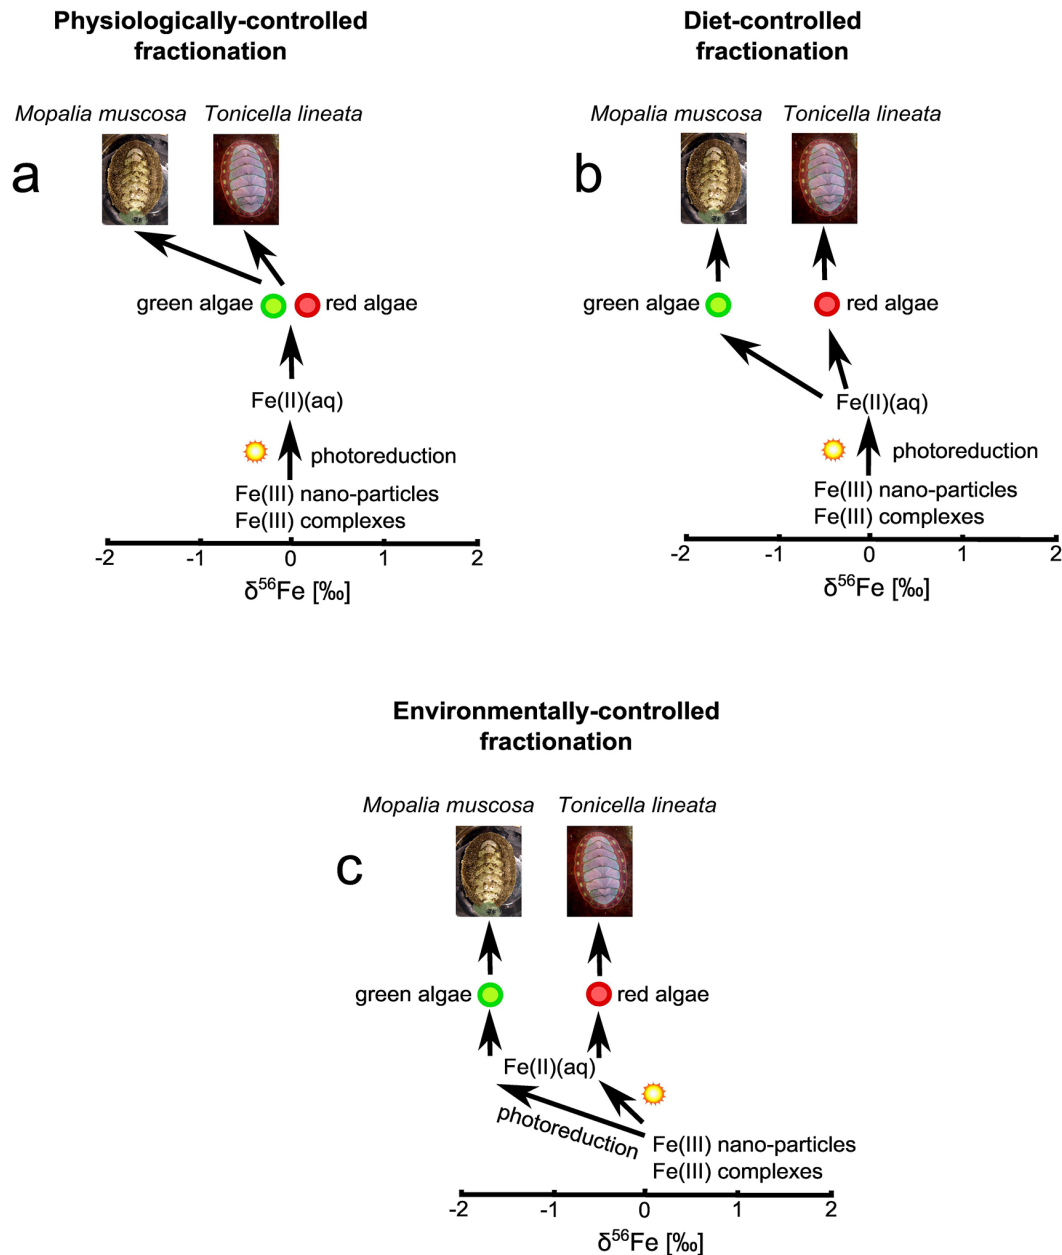 Physiologically-controlled
fractionation
Mopalia muscosa Tonicella lineata
a
green algae red algae
Fe(II)(aq)
photoreduction
Fe(III) nano-particles
Fe(III) complexes
-2 -1 0 1 2
δ⁵⁶Fe [‰]
Diet-controlled
fractionation
Mopalia muscosa Tonicella lineata
b
green algae red algae
Fe(II)(aq)
photoreduction
Fe(III) nano-particles
Fe(III) complexes
-2 -1 0 1 2
δ⁵⁶Fe [‰]
Environmentally-controlled
fractionation
Mopalia muscosa Tonicella lineata
c
green algae red algae
Fe(II)(aq)
photoreduction
Fe(III) nano-particles
Fe(III) complexes
-2 -1 0 1 2
δ⁵⁶Fe [‰]